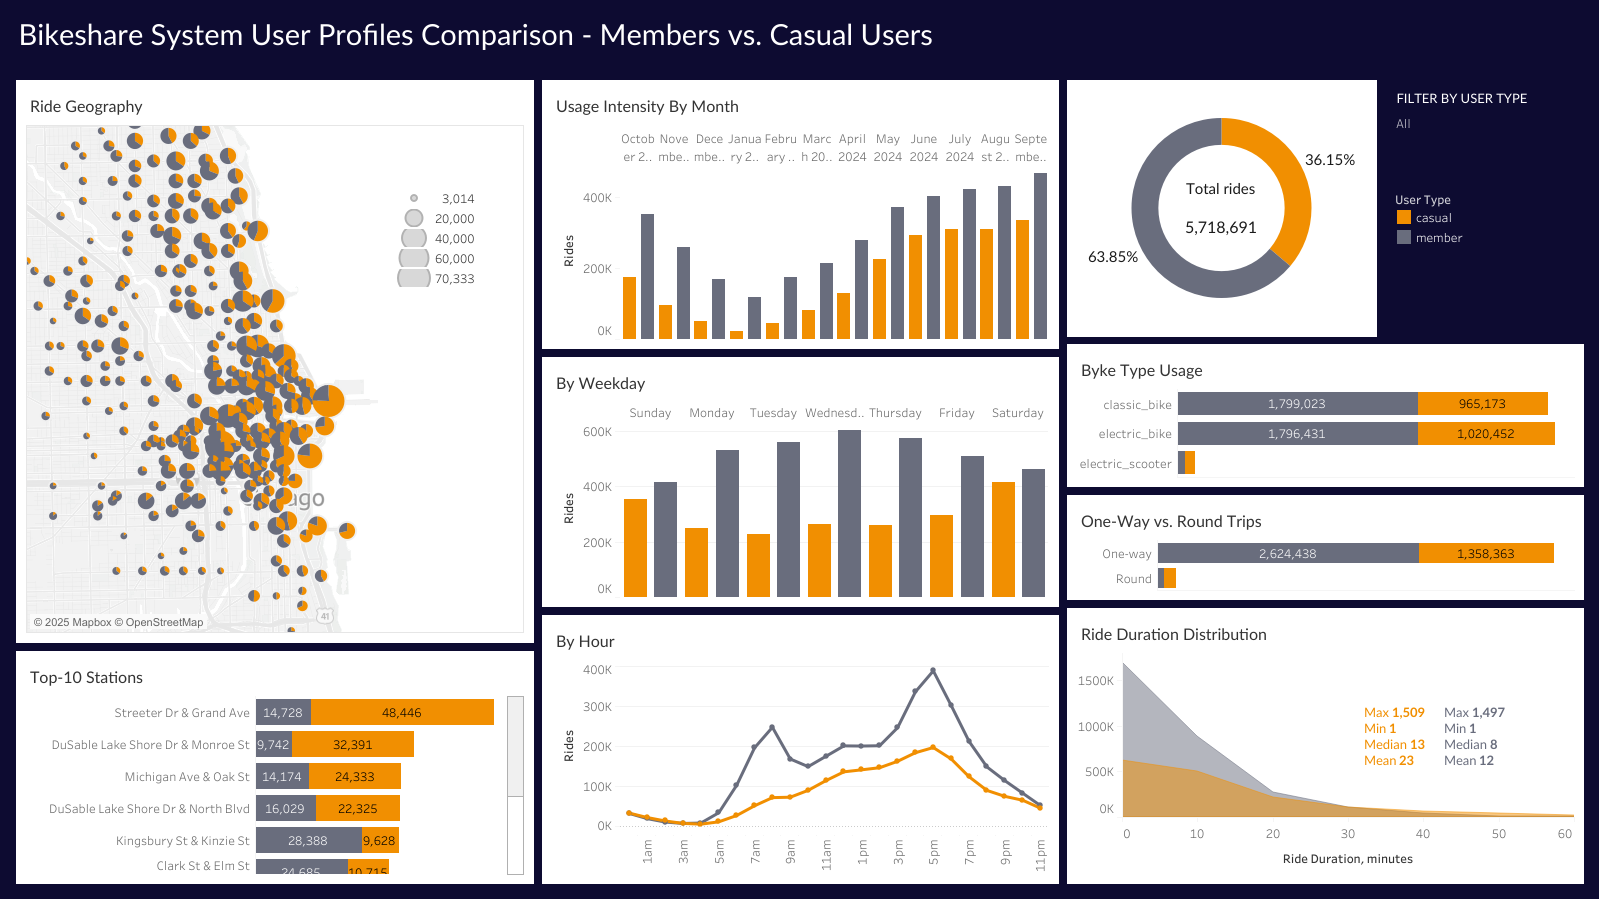 Bikeshare System User Profiles Comparison - Members vs. Casual Users
Ride Geography
3,014
20,000
40,000
60,000
70,333
ago
41
© 2025 Mapbox © OpenStreetMap
Top-10 Stations
Streeter Dr & Grand Ave 14,728 48,446
DuSable Lake Shore Dr & Monroe St 9,742 32,391
Michigan Ave & Oak St 14,174 24,333
DuSable Lake Shore Dr & North Blvd 16,029 22,325
Kingsbury St & Kinzie St 28,388 9,628
Clark St & Elm St 24,685 10,715
Usage Intensity By Month
Octob Nove Dece Janua Febru Marc April May June July Augu Septe
er 2.. mbe.. mbe.. ry 2.. ary .. h 20.. 2024 2024 2024 2024 st 2.. mbe..
400K
200K
0K
Rides
By Weekday
Sunday Monday Tuesday Wednesd.. Thursday Friday Saturday
600K
400K
200K
0K
Rides
By Hour
400K
300K
200K
100K
0K
Rides
1am 3am 5am 7am 9am 11am 1pm 3pm 5pm 7pm 9pm 11pm
36.15%
Total rides
5,718,691
63.85%
FILTER BY USER TYPE
All
User Type
casual
member
Byke Type Usage
classic_bike 1,799,023 965,173
electric_bike 1,796,431 1,020,452
electric_scooter
One-Way vs. Round Trips
One-way 2,624,438 1,358,363
Round
Ride Duration Distribution
1500K
1000K
500K
0K
Max 1,509 Max 1,497
Min 1 Min 1
Median 13 Median 8
Mean 23 Mean 12
0 10 20 30 40 50 60
Ride Duration, minutes